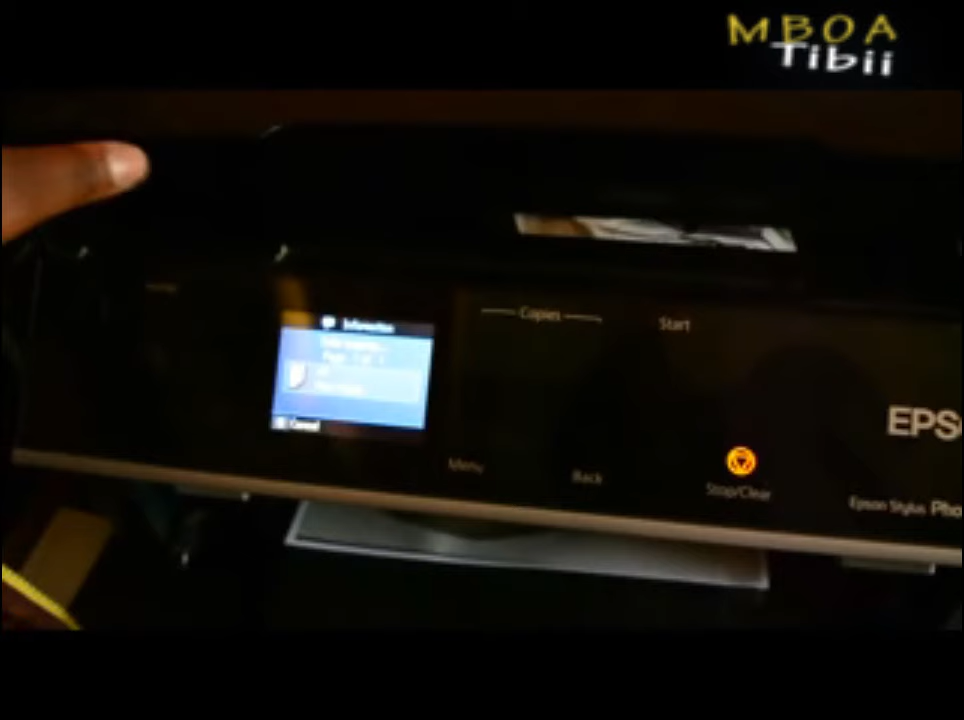 MBOA
Tibii
Copies
Start
Information
Cancel
Menu
Back
Stop/Clear
EPS
Epson Stylus Pho